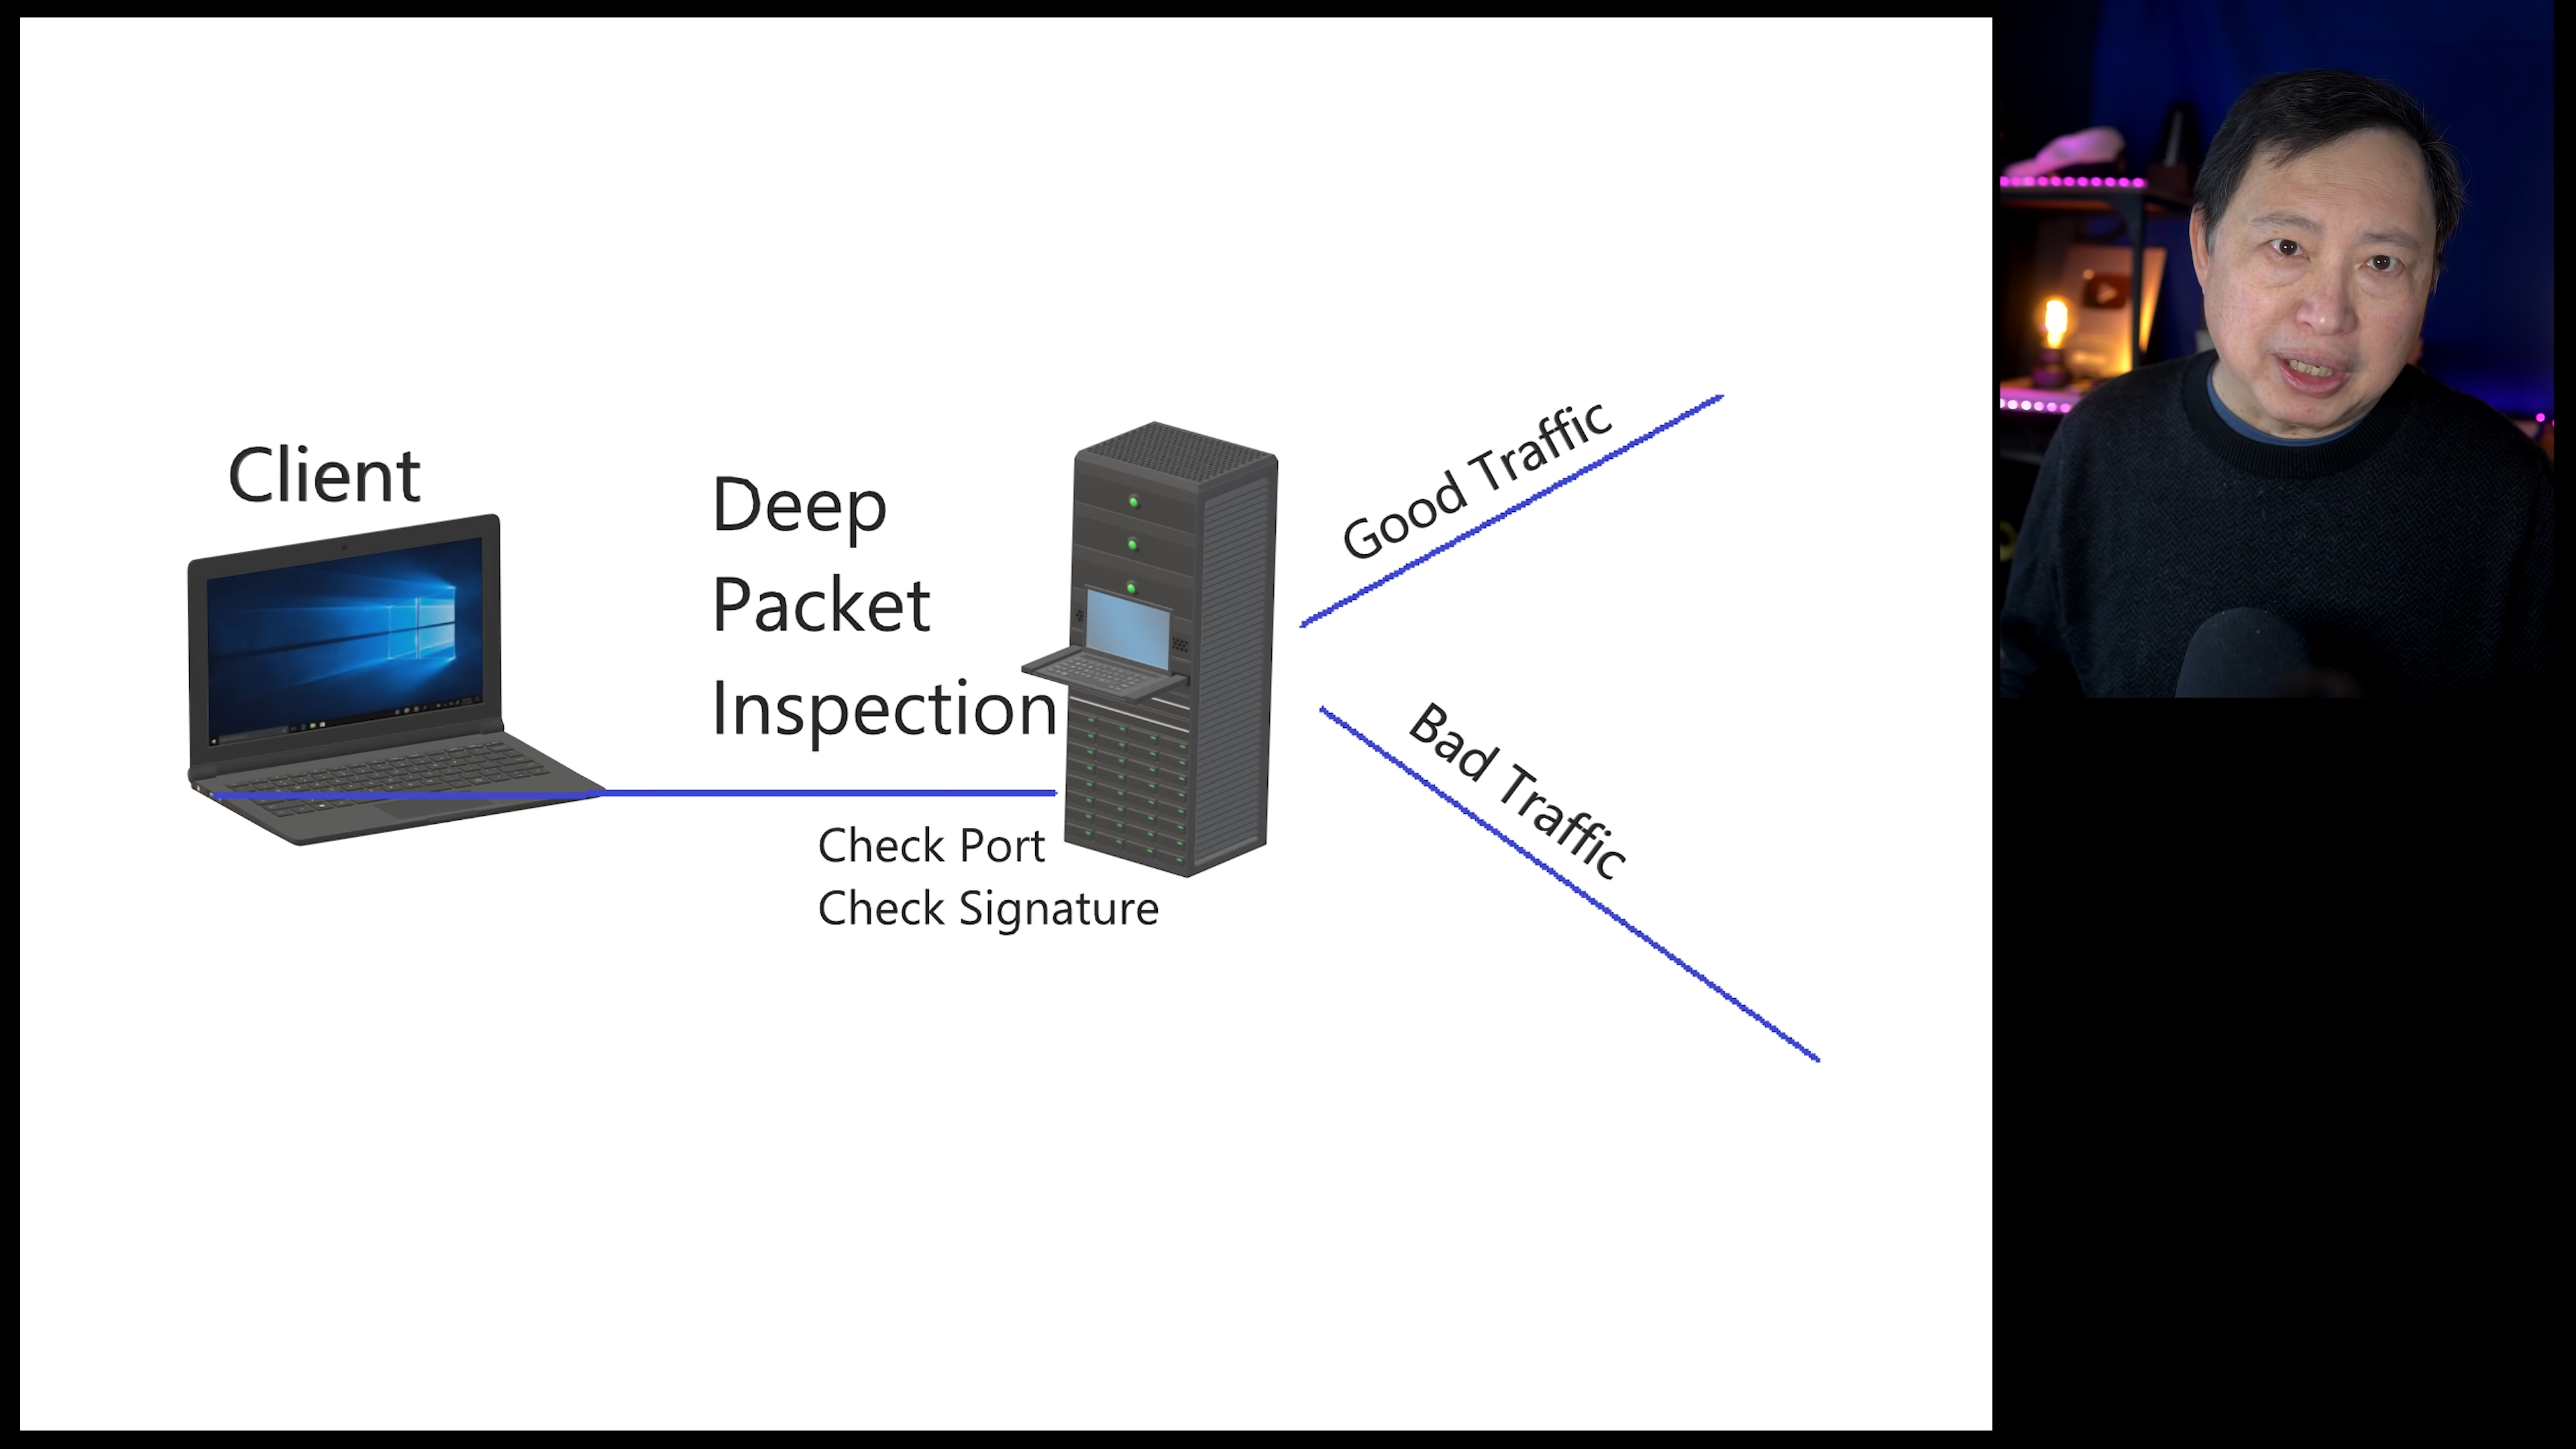 Client
Deep
Packet
Inspection
Check Port
Check Signature
Good Traffic
Bad Traffic